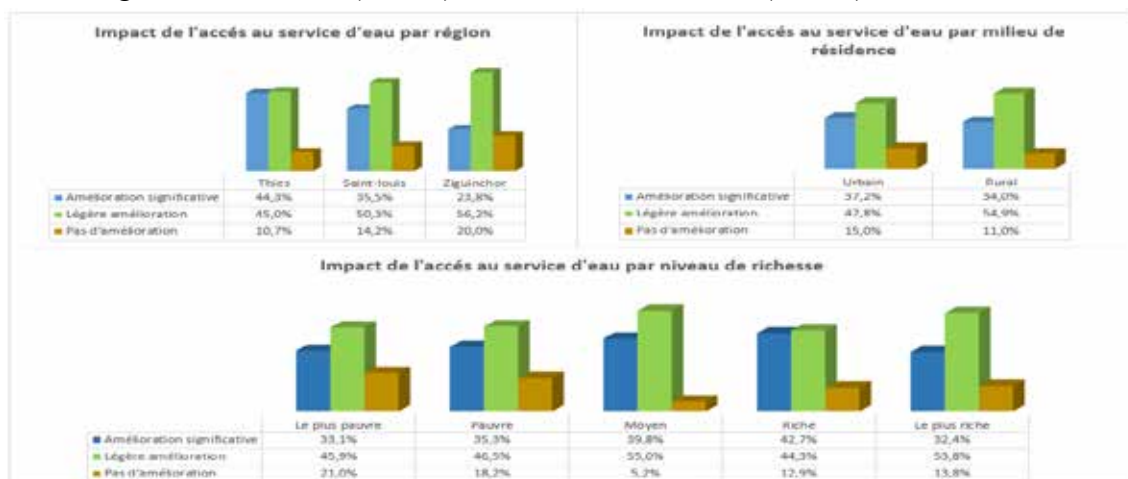 Impact de l'accés au service d'eau par région
Thies Saint-louis Ziguinchor
Amélioration significative 44,3% 35,5% 23,8%
Légère amélioration 45,0% 50,3% 56,2%
Pas d'amélioration 10,7% 14,2% 20,0%
Impact de l'accés au service d'eau par milieu de
résidence
Urbain Rural
Amélioration significative 37,2% 34,0%
Légère amélioration 47,8% 54,9%
Pas d'amélioration 15,0% 11,0%
Impact de l'accés au service d'eau par niveau de richesse
Le plus pauvre Pauvre Moyen Riche Le plus riche
Amélioration significative 33,1% 35,3% 39,8% 42,7% 32,4%
Légère amélioration 45,9% 46,5% 55,0% 44,3% 53,8%
Pas d'amélioration 21,0% 18,2% 5,2% 12,9% 13,8%